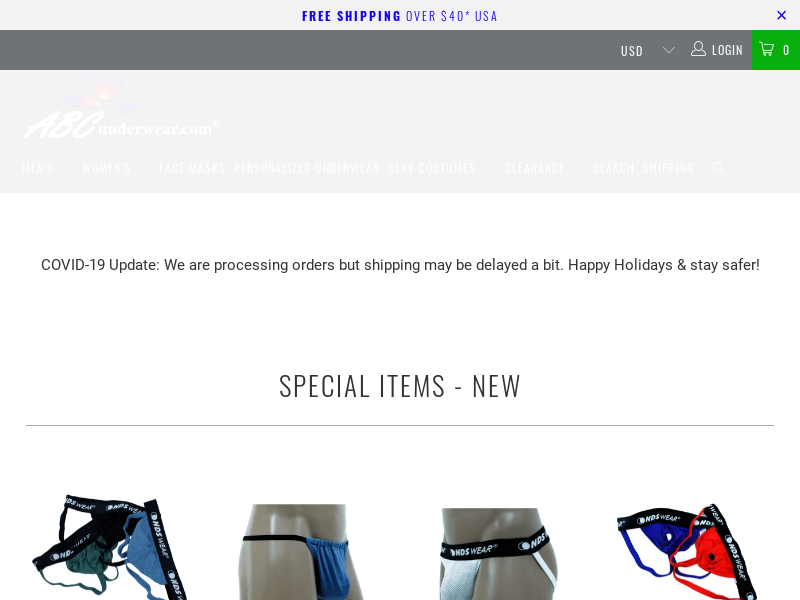 FREE SHIPPING OVER $40* USA
USD
LOGIN
0
ABC underwear.com®
MEN'S
WOMEN'S
FACE MASKS
PERSONALIZED UNDERWEAR
SEXY COSTUMES
CLEARANCE
SEARCH
SHIPPING
COVID-19 Update: We are processing orders but shipping may be delayed a bit. Happy Holidays & stay safer!
SPECIAL ITEMS - NEW
NDS WEAR
NDS WEAR
NDS WEAR
NDS WEAR